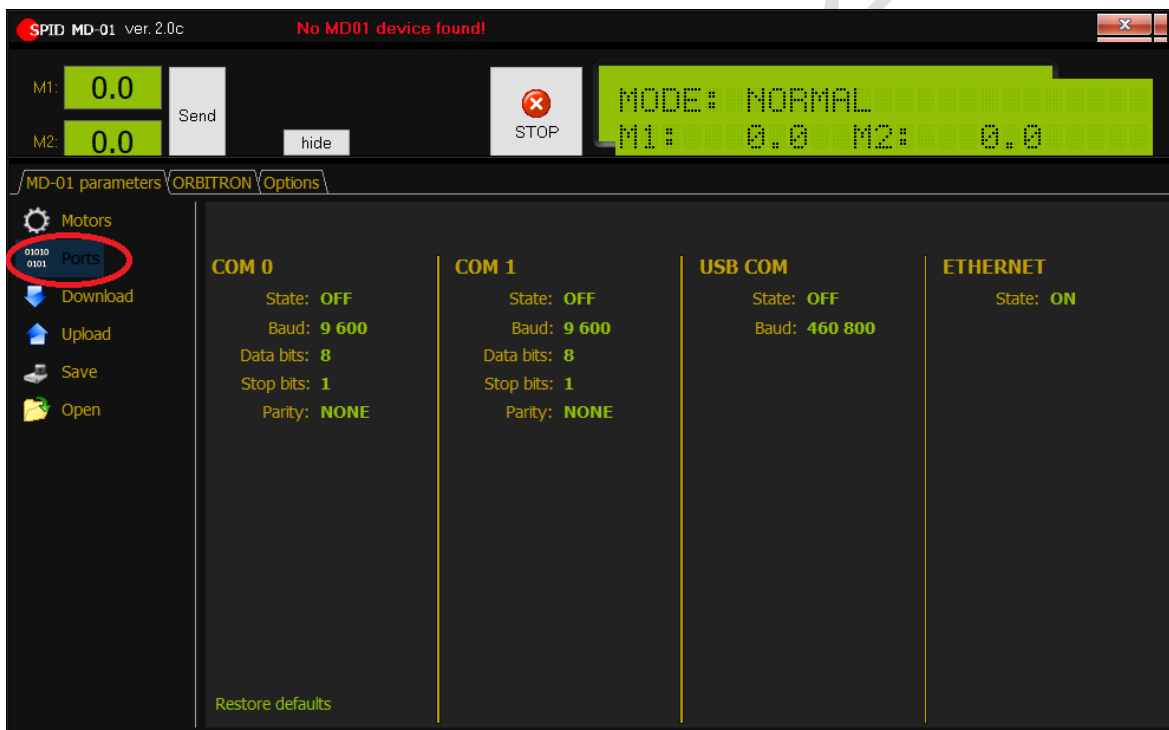 SPID MD-01 ver. 2.0c No MD01 device found! x
M1: 0.0
Send
M2: 0.0
hide
STOP
MODE: NORMAL
M1: 0.0 M2: 0.0
MD-01 parameters ORBITRON Options
Motors
01010
0101
Ports
Download
Upload
Save
Open
COM 0
State: OFF
Baud: 9 600
Data bits: 8
Stop bits: 1
Parity: NONE
COM 1
State: OFF
Baud: 9 600
Data bits: 8
Stop bits: 1
Parity: NONE
USB COM
State: OFF
Baud: 460 800
ETHERNET
State: ON
Restore defaults